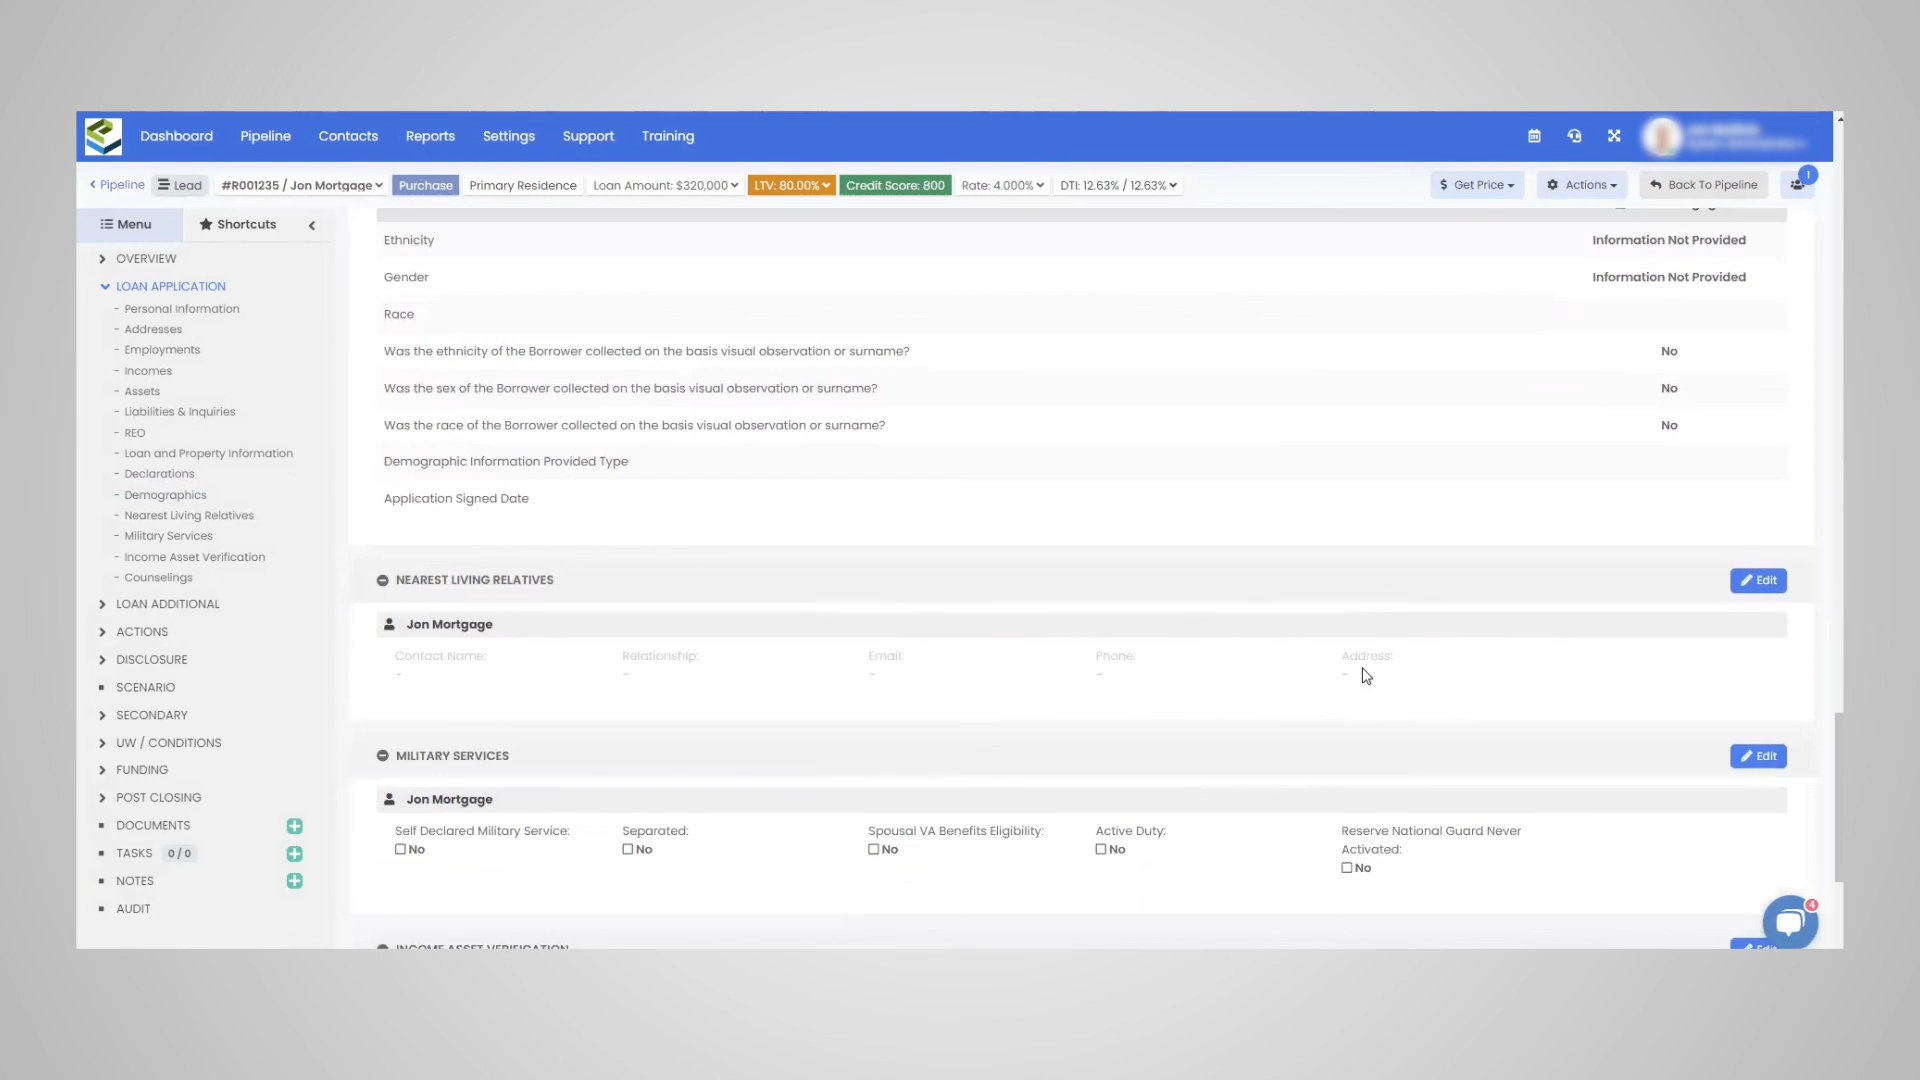 Dashboard Pipeline Contacts Reports Settings Support Training
Pipeline Lead #R001235 / Jon Mortgage Purchase Primary Residence Loan Amount: $320,000 LTV: 80.00% Credit Score: 800 Rate: 4.000% DTI: 12.63% / 12.63% $ Get Price Actions Back To Pipeline 1
Menu Shortcuts
OVERVIEW
LOAN APPLICATION
- Personal Information
- Addresses
- Employments
- Incomes
- Assets
- Liabilities & Inquiries
- REO
- Loan and Property Information
- Declarations
- Demographics
- Nearest Living Relatives
- Military Services
- Income Asset Verification
- Counselings
LOAN ADDITIONAL
ACTIONS
DISCLOSURE
SCENARIO
SECONDARY
UW / CONDITIONS
FUNDING
POST CLOSING
DOCUMENTS
TASKS 0 / 0
NOTES
AUDIT
Ethnicity Information Not Provided
Gender Information Not Provided
Race
Was the ethnicity of the Borrower collected on the basis visual observation or surname? No
Was the sex of the Borrower collected on the basis visual observation or surname? No
Was the race of the Borrower collected on the basis visual observation or surname? No
Demographic Information Provided Type
Application Signed Date
NEAREST LIVING RELATIVES Edit
Jon Mortgage
Contact Name: Relationship: Email: Phone: Address:
- - - - -
MILITARY SERVICES Edit
Jon Mortgage
Self Declared Military Service: Separated: Spousal VA Benefits Eligibility: Active Duty: Reserve National Guard Never
Activated:
No No No No
No
INCOME ASSET VERIFICATION Edit
4